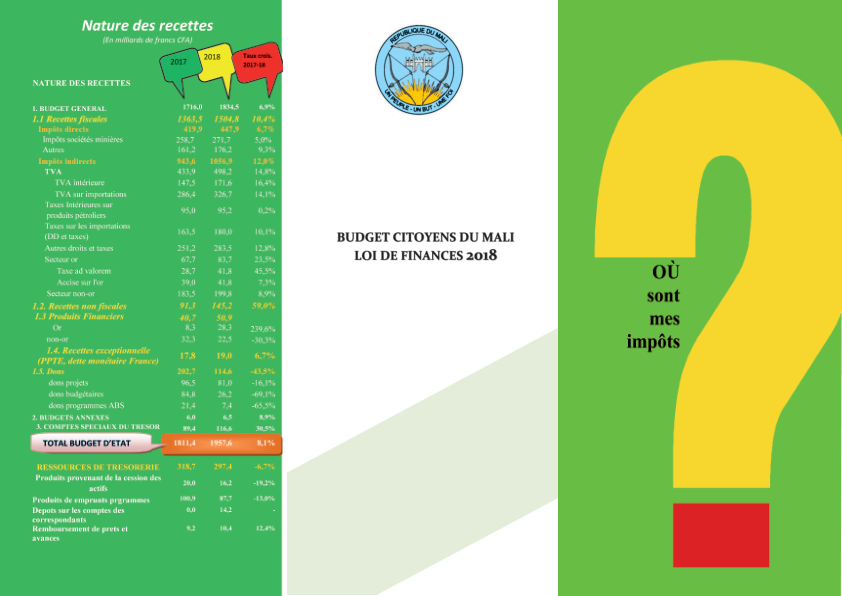 Nature des recettes
(En milliards de francs CFA)
2017 2018 Taux crois. 2017-18
NATURE DES RECETTES
1. BUDGET GENERAL 1716,0 1834,5 6,9%
1.1 Recettes fiscales 1363,5 1504,8 10,4%
Impôts directs 419,9 447,9 6,7%
Impôts sociétés minières 258,7 271,7 5,0%
Autres 161,2 176,2 9,3%
Impôts indirects 943,6 1056,9 12,0%
TVA 433,9 498,2 14,8%
TVA intérieure 147,5 171,6 16,4%
TVA sur importations 286,4 326,7 14,1%
Taxes Intérieures sur
produits pétroliers 95,0 95,2 0,2%
Taxes sur les importations
(DD et taxes) 163,5 180,0 10,1%
Autres droits et taxes 251,2 283,5 12,8%
Secteur or 67,7 83,7 23,5%
Taxe ad valorem 28,7 41,8 45,5%
Accise sur l'or 39,0 41,8 7,3%
Secteur non-or 183,5 199,8 8,9%
1.2. Recettes non fiscales 91,3 145,2 59,0%
1.3 Produits Financiers 40,7 50,9
Or 8,3 28,3 239,6%
non-or 32,3 22,5 -30,3%
1.4. Recettes exceptionnelle
(PPTE, dette monétaire France) 17,8 19,0 6,7%
1.5. Dons 202,7 114,6 -43,5%
dons projets 96,5 81,0 -16,1%
dons budgétaires 84,8 26,2 -69,1%
dons programmes ABS 21,4 7,4 -65,5%
2. BUDGETS ANNEXES 6,0 6,5 8,9%
3. COMPTES SPECIAUX DU TRESOR 89,4 116,6 30,5%
TOTAL BUDGET D'ETAT 1811,4 1957,6 8,1%
RESSOURCES DE TRESORERIE 318,7 297,4 -6,7%
Produits provenant de la cession des
actifs 20,0 16,2 -19,2%
Produits de emprunts prgrammes 100,9 87,7 -13,0%
Depots sur les comptes des
correspondants 0,0 14,2 -
Remboursement de prets et
avances 9,2 10,4 12,4%
REPUBLIQUE DU MALI
UN PEUPLE - UN BUT - UNE FOI
BUDGET CITOYENS DU MALI
LOI DE FINANCES 2018
OÙ
sont
mes
impôts